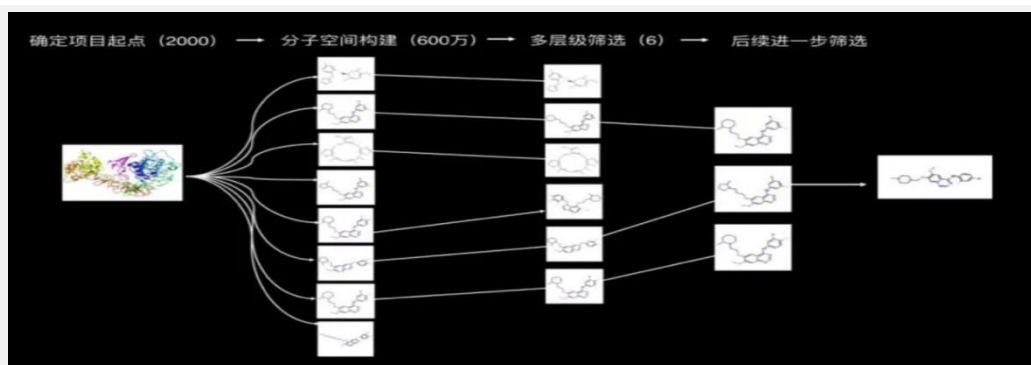 确定项目起点（2000） → 分子空间构建（600万） → 多层级筛选（6） → 后续进一步筛选